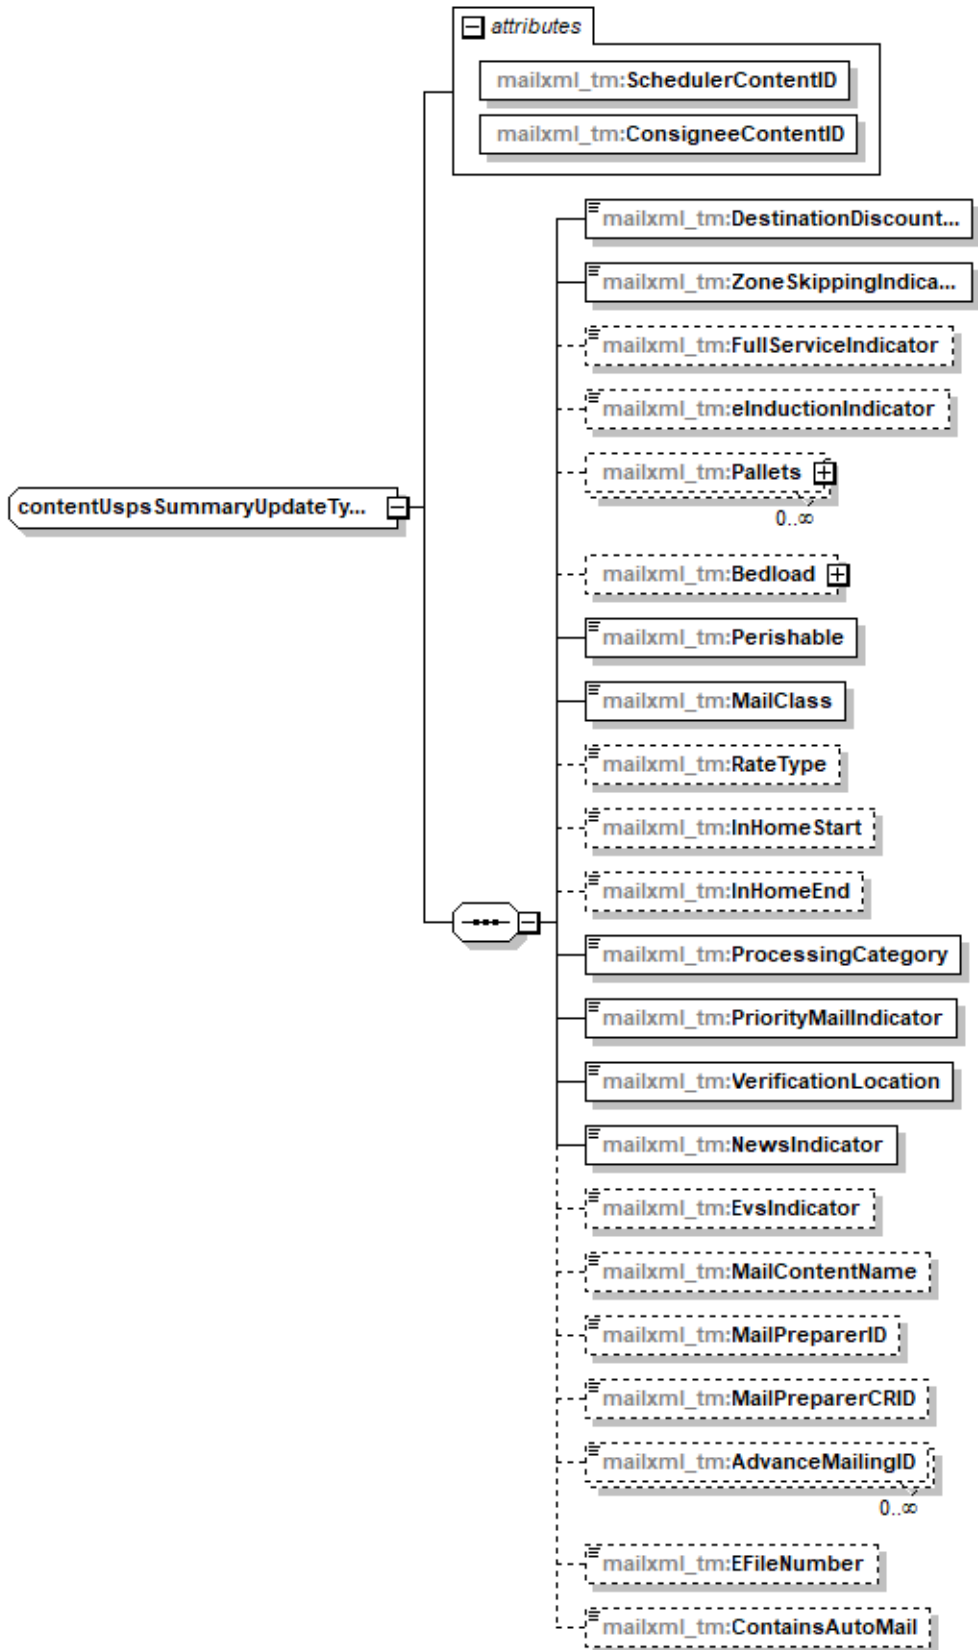 attributes
mailxml_tm:SchedulerContentID
mailxml_tm:ConsigneeContentID
mailxml_tm:DestinationDiscount...
mailxml_tm:ZoneSkippingIndica...
mailxml_tm:FullServiceIndicator
mailxml_tm:eInductionIndicator
mailxml_tm:Pallets
0..∞
contentUspsSummaryUpdateTy...
mailxml_tm:Bedload
mailxml_tm:Perishable
mailxml_tm:MailClass
mailxml_tm:RateType
mailxml_tm:InHomeStart
mailxml_tm:InHomeEnd
mailxml_tm:ProcessingCategory
mailxml_tm:PriorityMailIndicator
mailxml_tm:VerificationLocation
mailxml_tm:NewsIndicator
mailxml_tm:EvsIndicator
mailxml_tm:MailContentName
mailxml_tm:MailPreparerID
mailxml_tm:MailPreparerCRID
mailxml_tm:AdvanceMailingID
0..∞
mailxml_tm:EFileNumber
mailxml_tm:ContainsAutoMail